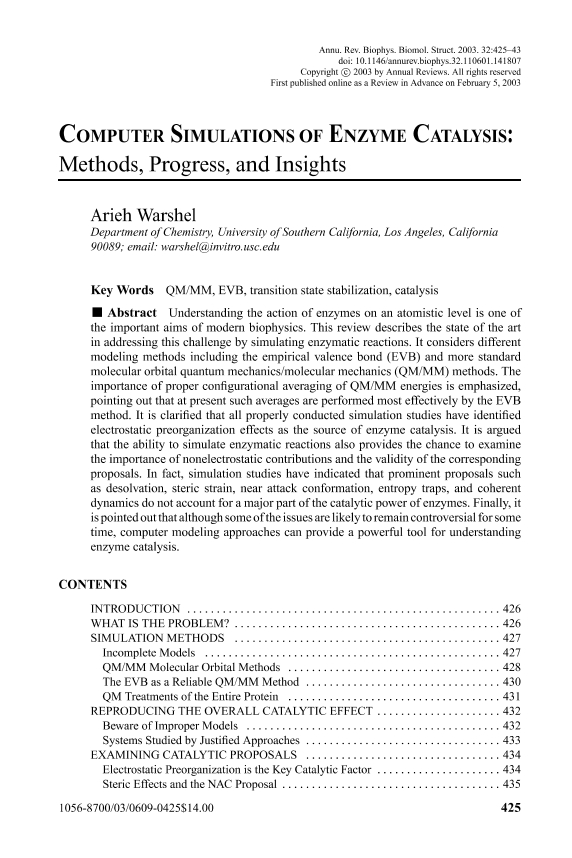 Annu. Rev. Biophys. Biomol. Struct. 2003. 32:425–43
doi: 10.1146/annurev.biophys.32.110601.141807
Copyright © 2003 by Annual Reviews. All rights reserved
First published online as a Review in Advance on February 5, 2003
COMPUTER SIMULATIONS OF ENZYME CATALYSIS:
Methods, Progress, and Insights
Arieh Warshel
Department of Chemistry, University of Southern California, Los Angeles, California
90089; email: warshel@invitro.usc.edu
Key Words QM/MM, EVB, transition state stabilization, catalysis
■ Abstract Understanding the action of enzymes on an atomistic level is one of
the important aims of modern biophysics. This review describes the state of the art
in addressing this challenge by simulating enzymatic reactions. It considers different
modeling methods including the empirical valence bond (EVB) and more standard
molecular orbital quantum mechanics/molecular mechanics (QM/MM) methods. The
importance of proper configurational averaging of QM/MM energies is emphasized,
pointing out that at present such averages are performed most effectively by the EVB
method. It is clarified that all properly conducted simulation studies have identified
electrostatic preorganization effects as the source of enzyme catalysis. It is argued
that the ability to simulate enzymatic reactions also provides the chance to examine
the importance of nonelectrostatic contributions and the validity of the corresponding
proposals. In fact, simulation studies have indicated that prominent proposals such
as desolvation, steric strain, near attack conformation, entropy traps, and coherent
dynamics do not account for a major part of the catalytic power of enzymes. Finally, it
is pointed out that although some of the issues are likely to remain controversial for some
time, computer modeling approaches can provide a powerful tool for understanding
enzyme catalysis.
CONTENTS
INTRODUCTION . . . . . . . . . . . . . . . . . . . . . . . . . . . . . . 426
WHAT IS THE PROBLEM? . . . . . . . . . . . . . . . . . . . . . . . . . . 426
SIMULATION METHODS . . . . . . . . . . . . . . . . . . . . . . . . . . 427
Incomplete Models . . . . . . . . . . . . . . . . . . . . . . . . . . . . 427
QM/MM Molecular Orbital Methods . . . . . . . . . . . . . . . . . . . . 428
The EVB as a Reliable QM/MM Method . . . . . . . . . . . . . . . . . . 430
QM Treatments of the Entire Protein . . . . . . . . . . . . . . . . . . . . 431
REPRODUCING THE OVERALL CATALYTIC EFFECT . . . . . . . . . . . . 432
Beware of Improper Models . . . . . . . . . . . . . . . . . . . . . . . . 432
Systems Studied by Justified Approaches . . . . . . . . . . . . . . . . . . 433
EXAMINING CATALYTIC PROPOSALS . . . . . . . . . . . . . . . . . . . 434
Electrostatic Preorganization is the Key Catalytic Factor . . . . . . . . . . 434
Steric Effects and the NAC Proposal . . . . . . . . . . . . . . . . . . . . 435
1056-8700/03/0609-0425$14.00 425